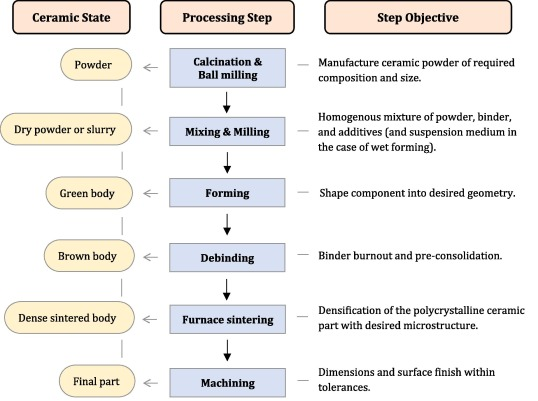 Ceramic State
Processing Step
Step Objective
Powder
Calcination &
Ball milling
Manufacture ceramic powder of required
composition and size.
Dry powder or slurry
Mixing & Milling
Homogenous mixture of powder, binder,
and additives (and suspension medium in
the case of wet forming).
Green body
Forming
Shape component into desired geometry.
Brown body
Debinding
Binder burnout and pre-consolidation.
Dense sintered body
Furnace sintering
Densification of the polycrystalline ceramic
part with desired microstructure.
Final part
Machining
Dimensions and surface finish within
tolerances.